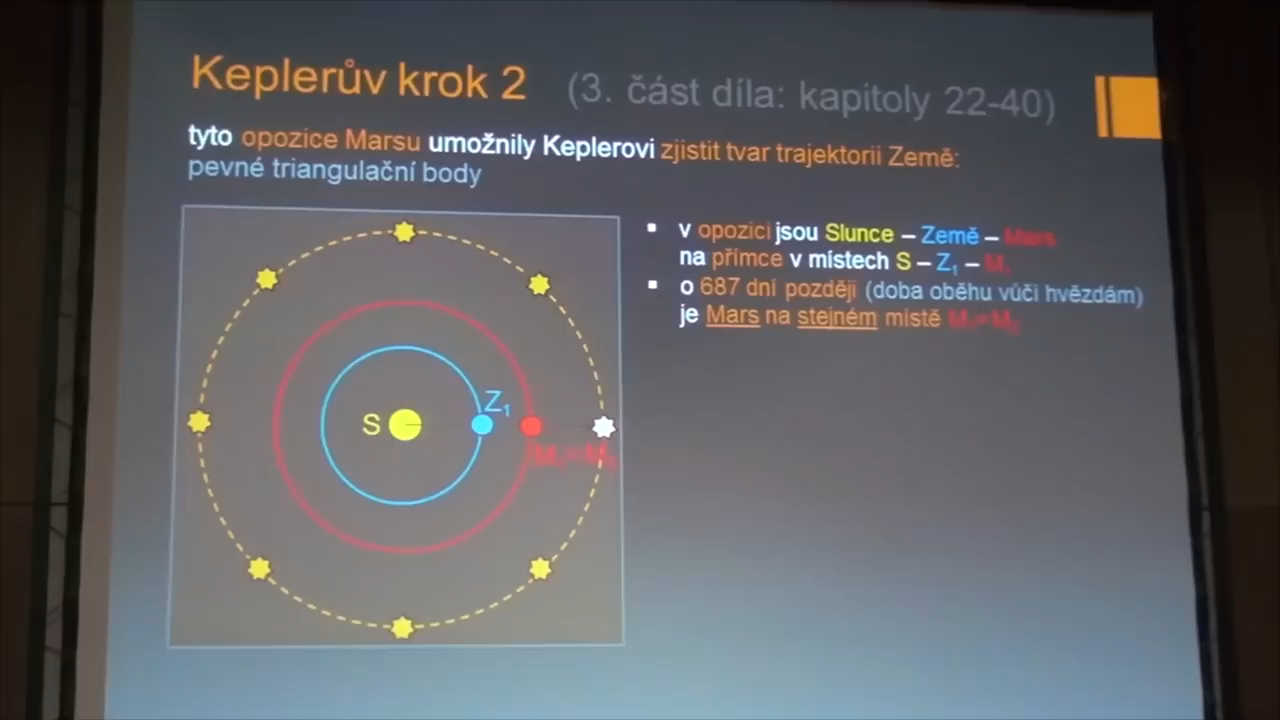 Keplerův krok 2 (3. část díla: kapitoly 22-40)
tyto opozice Marsu umožnily Keplerovi zjistit tvar trajektorii Země:
pevné triangulační body
▪ v opozici jsou Slunce – Země – Mars
na přímce v místech S – Z₁ – M₁
▪ o 687 dní později (doba oběhu vůči hvězdám)
je Mars na stejném místě M₁=M₂
S
Z₁
M₁=M₂